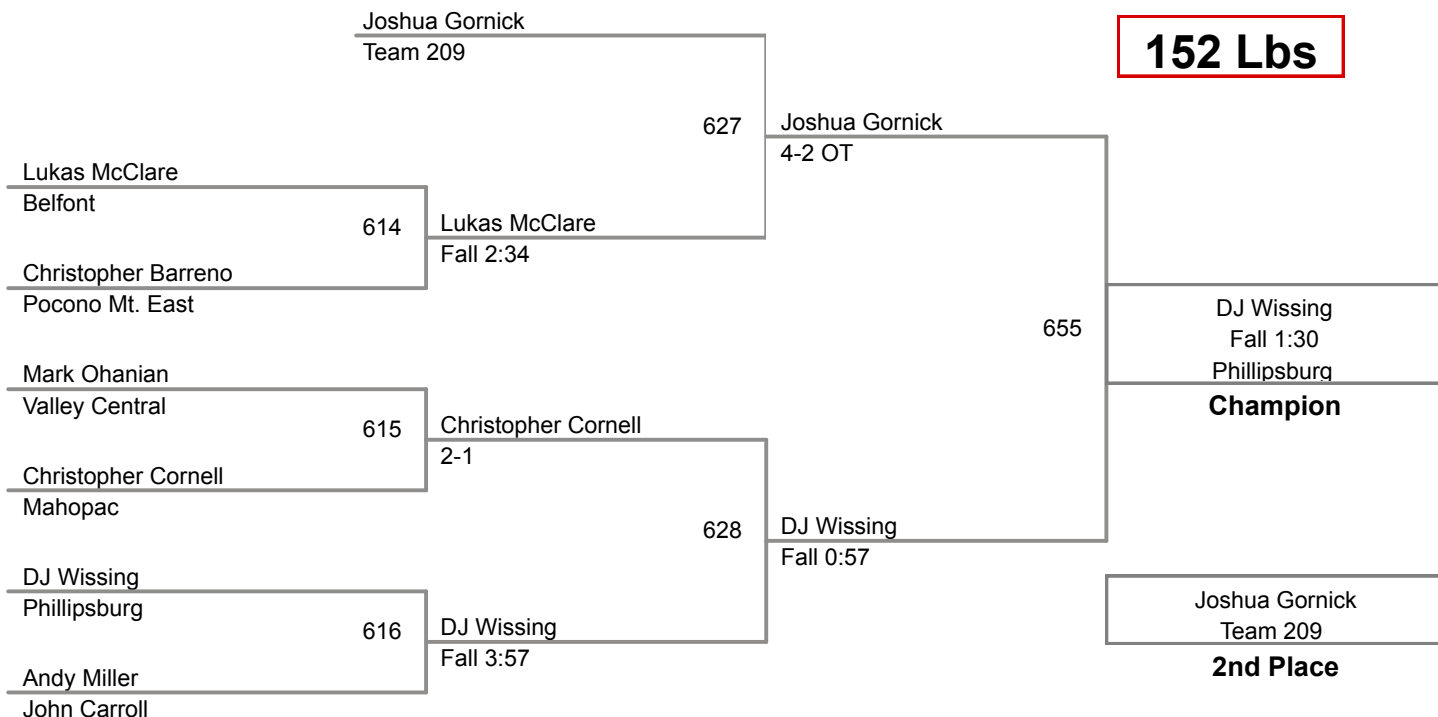 Joshua Gornick
Team 209
152 Lbs
627
Joshua Gornick
4-2 OT
Lukas McClare
Belfont
614
Lukas McClare
Fall 2:34
Christopher Barreno
Pocono Mt. East
655
DJ Wissing
Fall 1:30
Phillipsburg
Champion
Mark Ohanian
Valley Central
615
Christopher Cornell
2-1
Christopher Cornell
Mahopac
628
DJ Wissing
Fall 0:57
DJ Wissing
Phillipsburg
616
DJ Wissing
Fall 3:57
Andy Miller
John Carroll
Joshua Gornick
Team 209
2nd Place